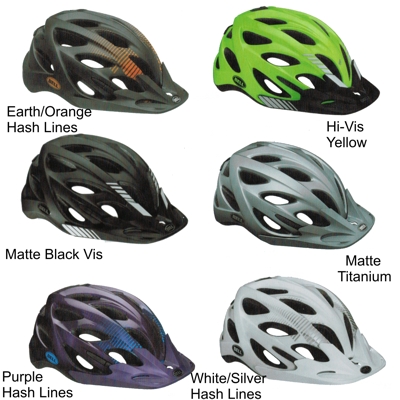 Earth/Orange
Hash Lines
Hi-Vis
Yellow
Matte Black Vis
Matte
Titanium
Purple
Hash Lines
White/Silver
Hash Lines